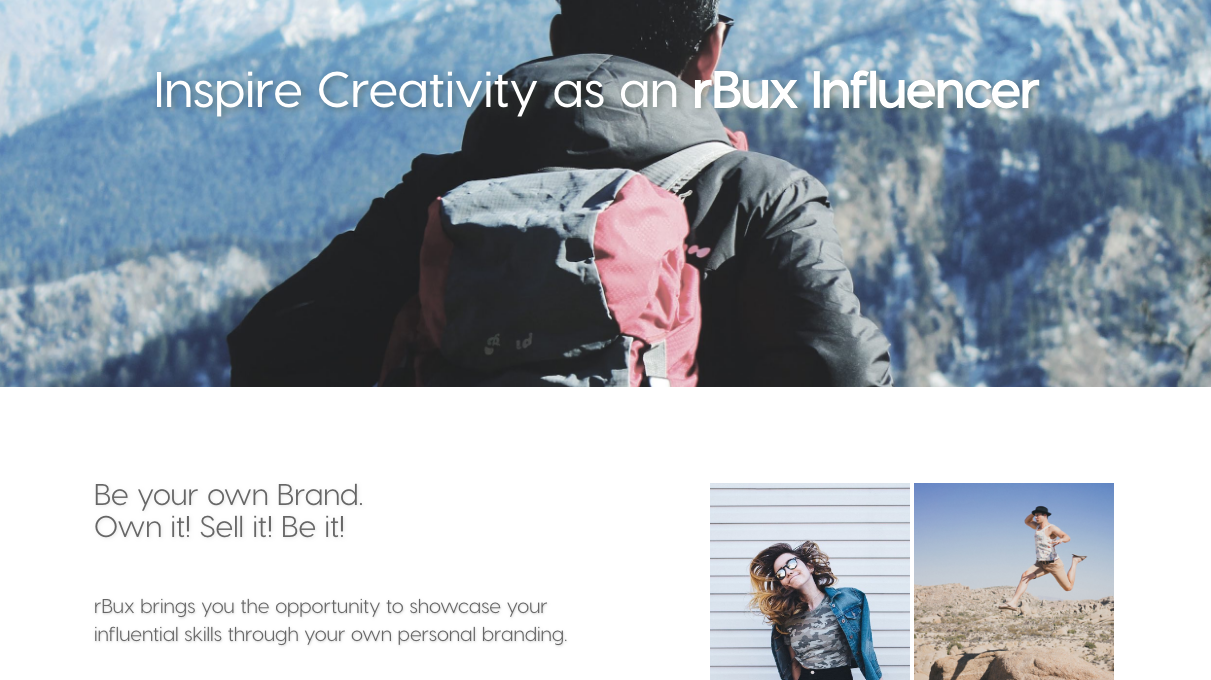 Inspire Creativity as an rBux Influencer
Be your own Brand.
Own it! Sell it! Be it!
rBux brings you the opportunity to showcase your
influential skills through your own personal branding.